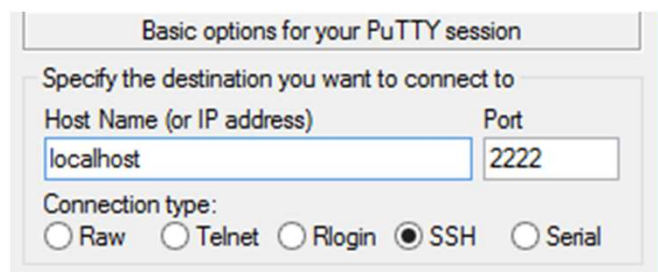 Basic options for your PuTTY session
Specify the destination you want to connect to
Host Name (or IP address) Port
localhost 2222
Connection type:
Raw Telnet Rlogin SSH Serial